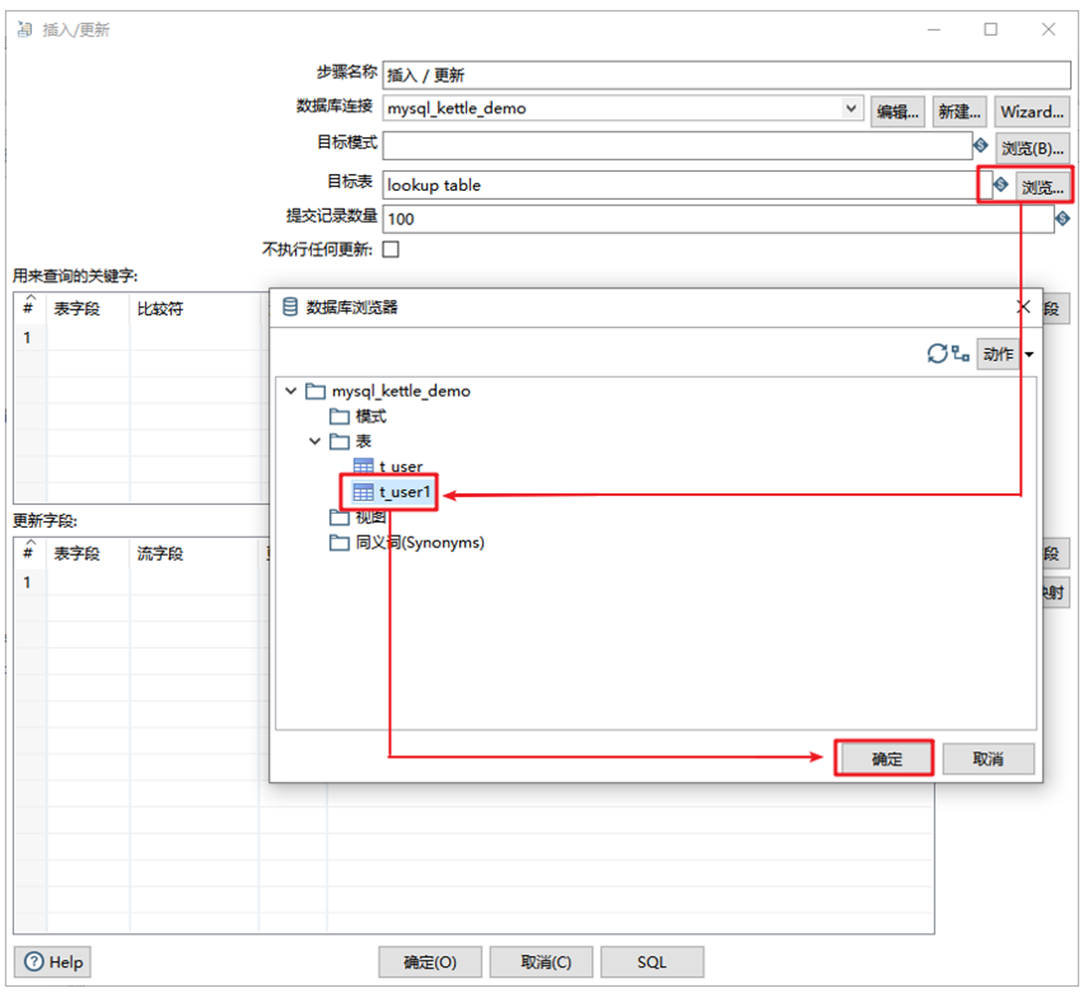 插入/更新
步骤名称 插入 / 更新
数据库连接 mysql_kettle_demo 编辑... 新建... Wizard...
目标模式 浏览(B)...
目标表 lookup table 浏览...
提交记录数量 100
不执行任何更新:
用来查询的关键字:
# 表字段 比较符 段
1
数据库浏览器
动作
mysql_kettle_demo
模式
表
t_user
t_user1
视图
同义词(Synonyms)
确定 取消
更新字段:
# 表字段 流字段 段
1 映射
Help 确定(O) 取消(C) SQL